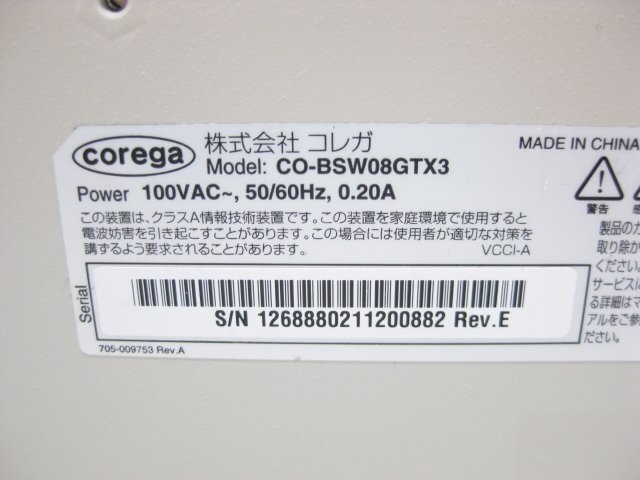 corega 株式会社 コレガ
MADE IN CHINA
Model: CO-BSW08GTX3
Power 100VAC~, 50/60Hz, 0.20A
この装置は、クラスA情報技術装置です。この装置を家庭環境で使用すると
電波妨害を引き起こすことがあります。この場合には使用者が適切な対策を
講ずるよう要求されることがあります。 VCCI-A
Serial
S/N 1268880211200882 Rev.E
705-009753 Rev.A
警告
製品のカ
取り除か
ください。
サービスに
る詳細はマ
アルをご参
ださい。